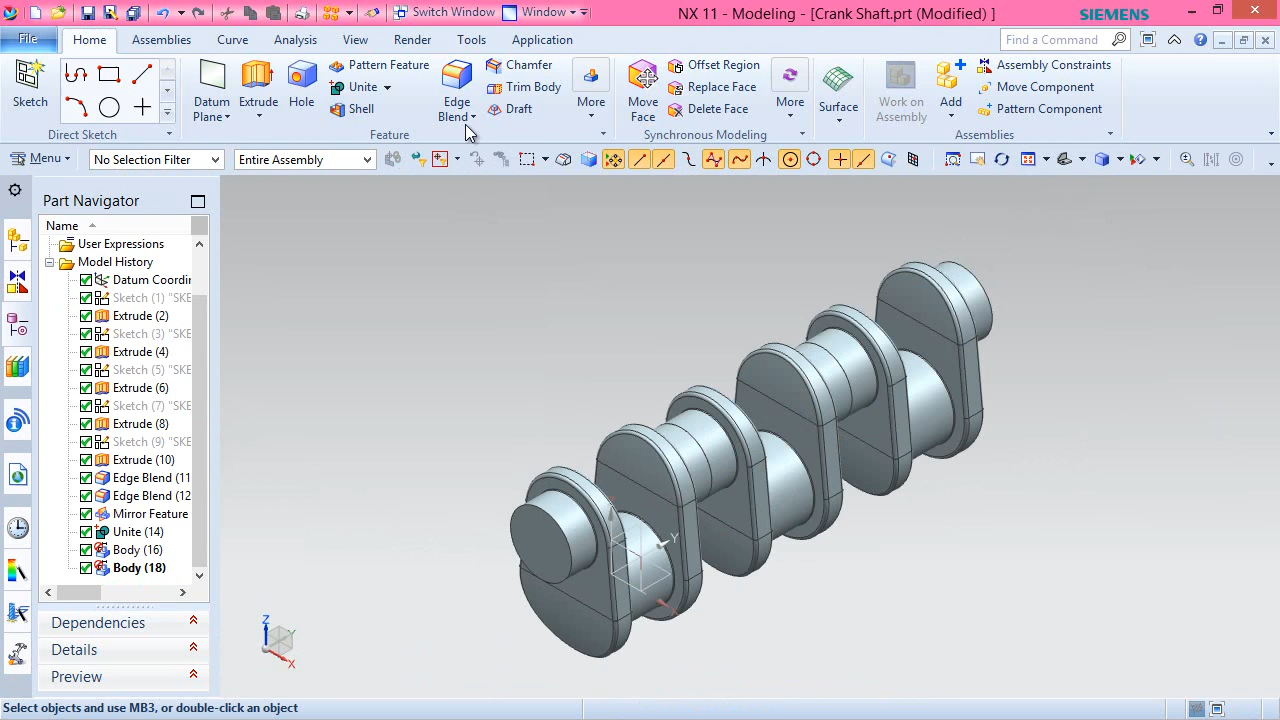 Switch Window Window NX 11 - Modeling - [Crank Shaft.prt (Modified) ] SIEMENS
File Home Assemblies Curve Analysis View Render Tools Application Find a Command
Sketch
Direct Sketch
Datum Plane
Extrude
Hole
Pattern Feature
Unite
Shell
Edge Blend
Chamfer
Trim Body
Draft
More
Feature
Move Face
Offset Region
Replace Face
Delete Face
More
Synchronous Modeling
Surface
Work on Assembly
Add
Assembly Constraints
Move Component
Pattern Component
Assemblies
Menu No Selection Filter Entire Assembly
Part Navigator
Name
User Expressions
Model History
Datum Coordin
Sketch (1) "SKE
Extrude (2)
Sketch (3) "SKE
Extrude (4)
Sketch (5) "SKE
Extrude (6)
Sketch (7) "SKE
Extrude (8)
Sketch (9) "SKE
Extrude (10)
Edge Blend (11
Edge Blend (12
Mirror Feature
Unite (14)
Body (16)
Body (18)
Dependencies
Details
Preview
Y
Z
Y
X
Select objects and use MB3, or double-click an object